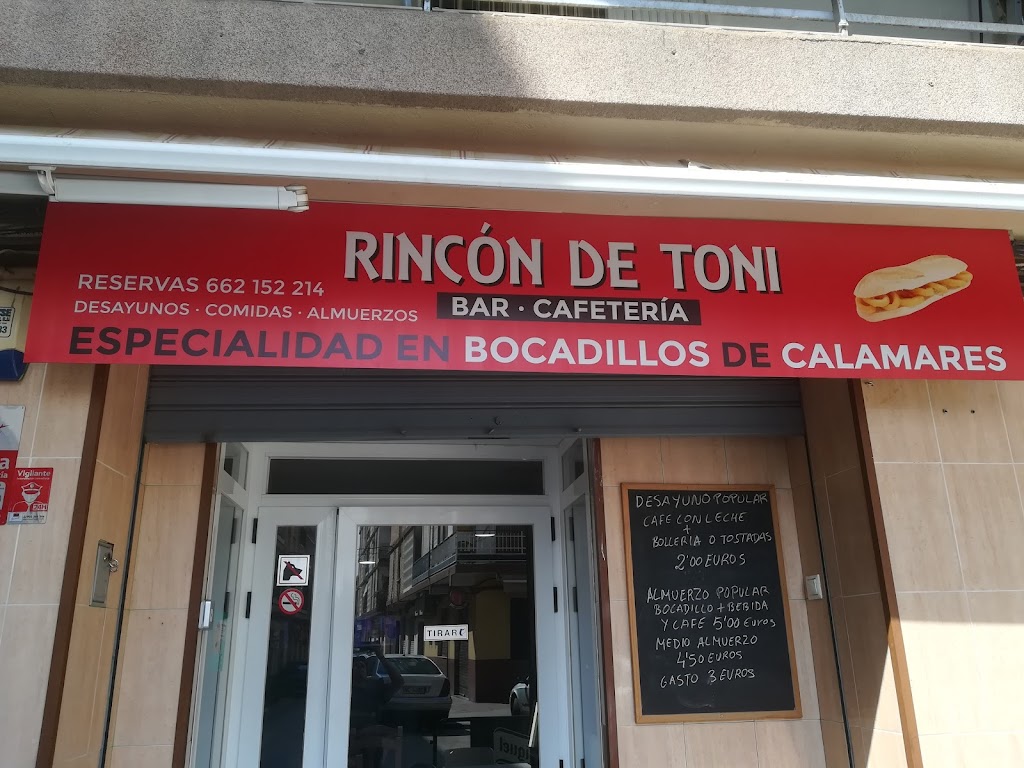 RINCÓN DE TONI
RESERVAS 662 152 214
BAR · CAFETERÍA
DESAYUNOS · COMIDAS · ALMUERZOS
ESPECIALIDAD EN BOCADILLOS DE CALAMARES
Vigilante
DESAYUNO POPULAR
CAFE CON LECHE
+
BOLLERIA O TOSTADAS
2'00 EUROS
ALMUERZO POPULAR
BOCADILLO + BEBIDA
Y CAFE 5'00 Euros
MEDIO ALMUERZO
4'50 EUROS
GASTO 3 EUROS
TIRAR